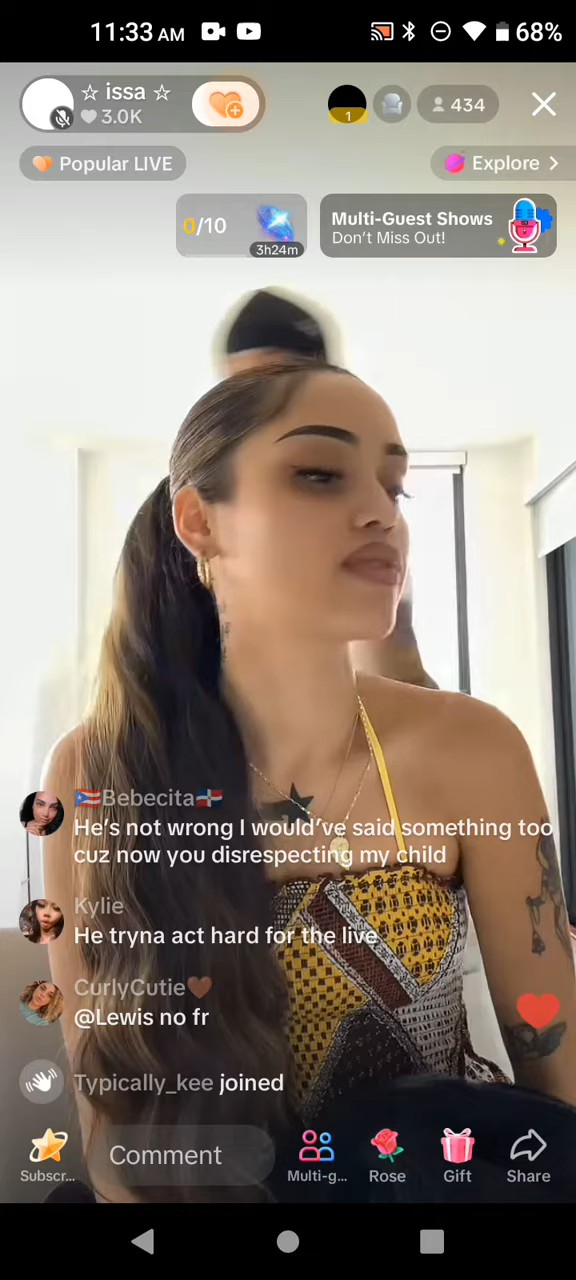 11:33 AM
68%
☆ issa ☆
3.0K
1
434
Popular LIVE
Explore >
0/10
3h24m
Multi-Guest Shows
Don't Miss Out!
🇵🇷Bebecita🇩🇴
He's not wrong I would've said something too
cuz now you disrespecting my child
Kylie
He tryna act hard for the live
CurlyCutie🤎
@Lewis no fr
Typically_kee joined
Comment
Subscr...
Multi-g...
Rose
Gift
Share